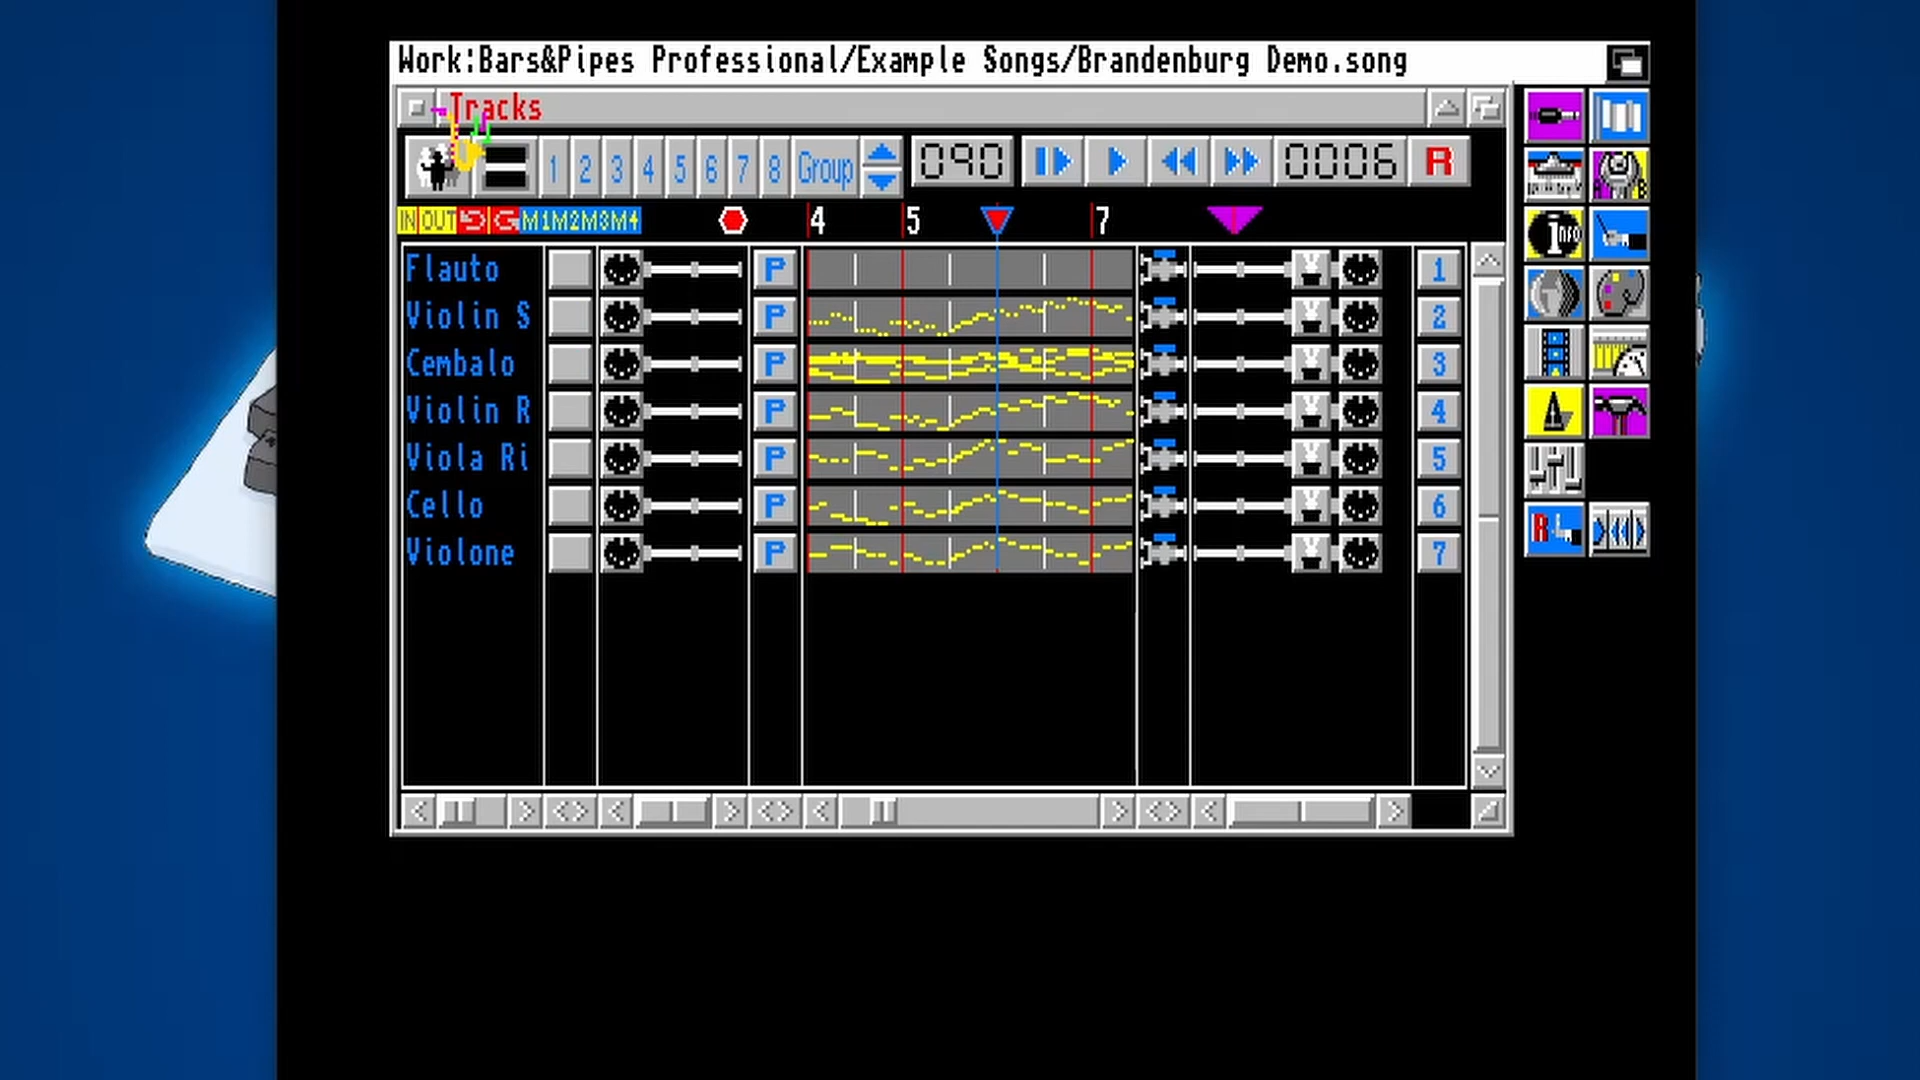 Work:Bars&Pipes Professional/Example Songs/Brandenburg Demo.song
Tracks
1 2 3 4 5 6 7 8 Group 090 0006 R
IN OUT M1M2M3M4 4 5 7
Flauto P 1
Violin S P 2
Cembalo P 3
Violin R P 4
Viola Ri P 5
Cello P 6
Violone P 7
A B
INFO
R